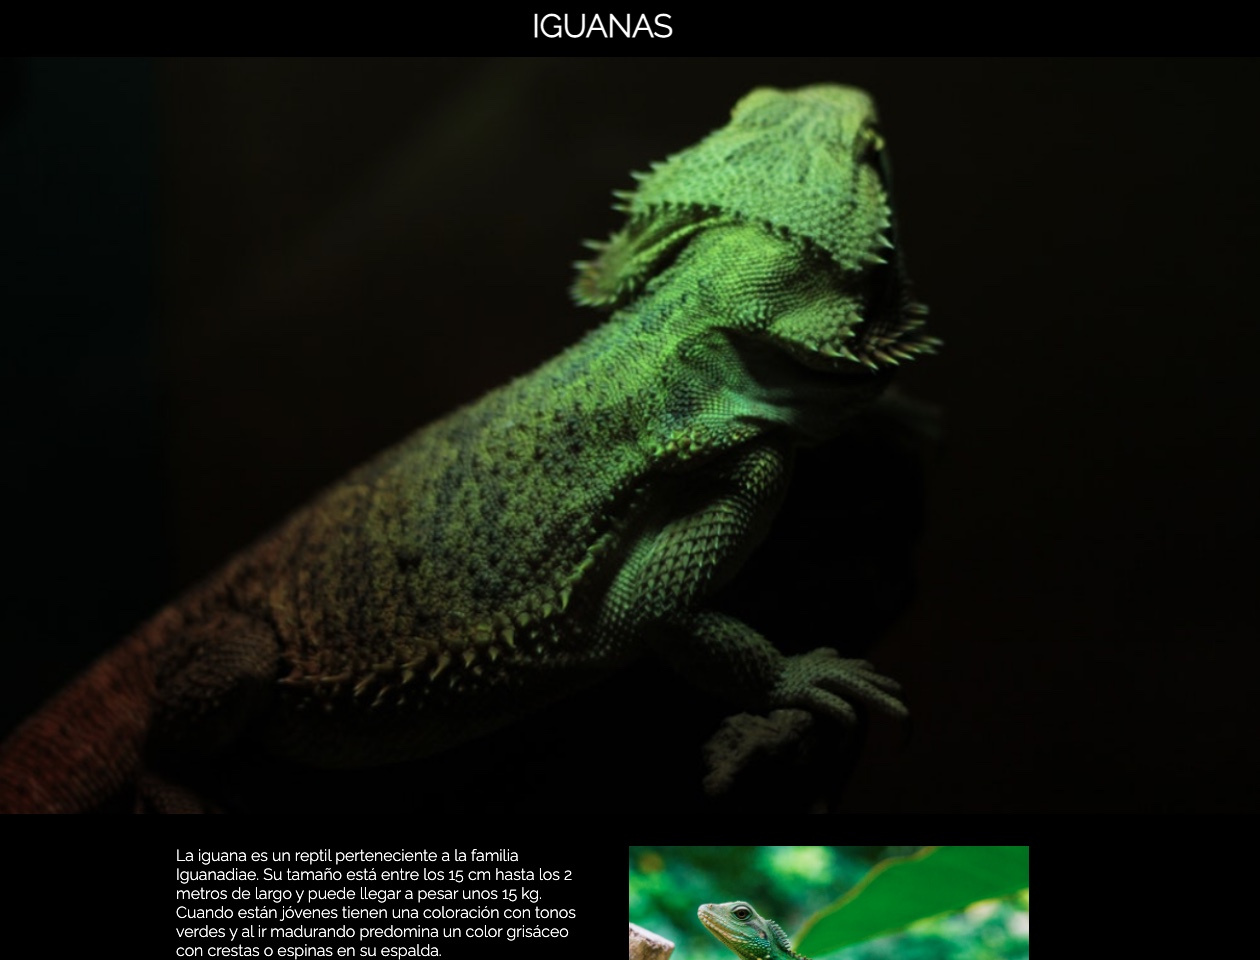 IGUANAS
La iguana es un reptil perteneciente a la familia
Iguanadiae. Su tamaño está entre los 15 cm hasta los 2
metros de largo y puede llegar a pesar unos 15 kg.
Cuando están jóvenes tienen una coloración con tonos
verdes y al ir madurando predomina un color grisáceo
con crestas o espinas en su espalda.